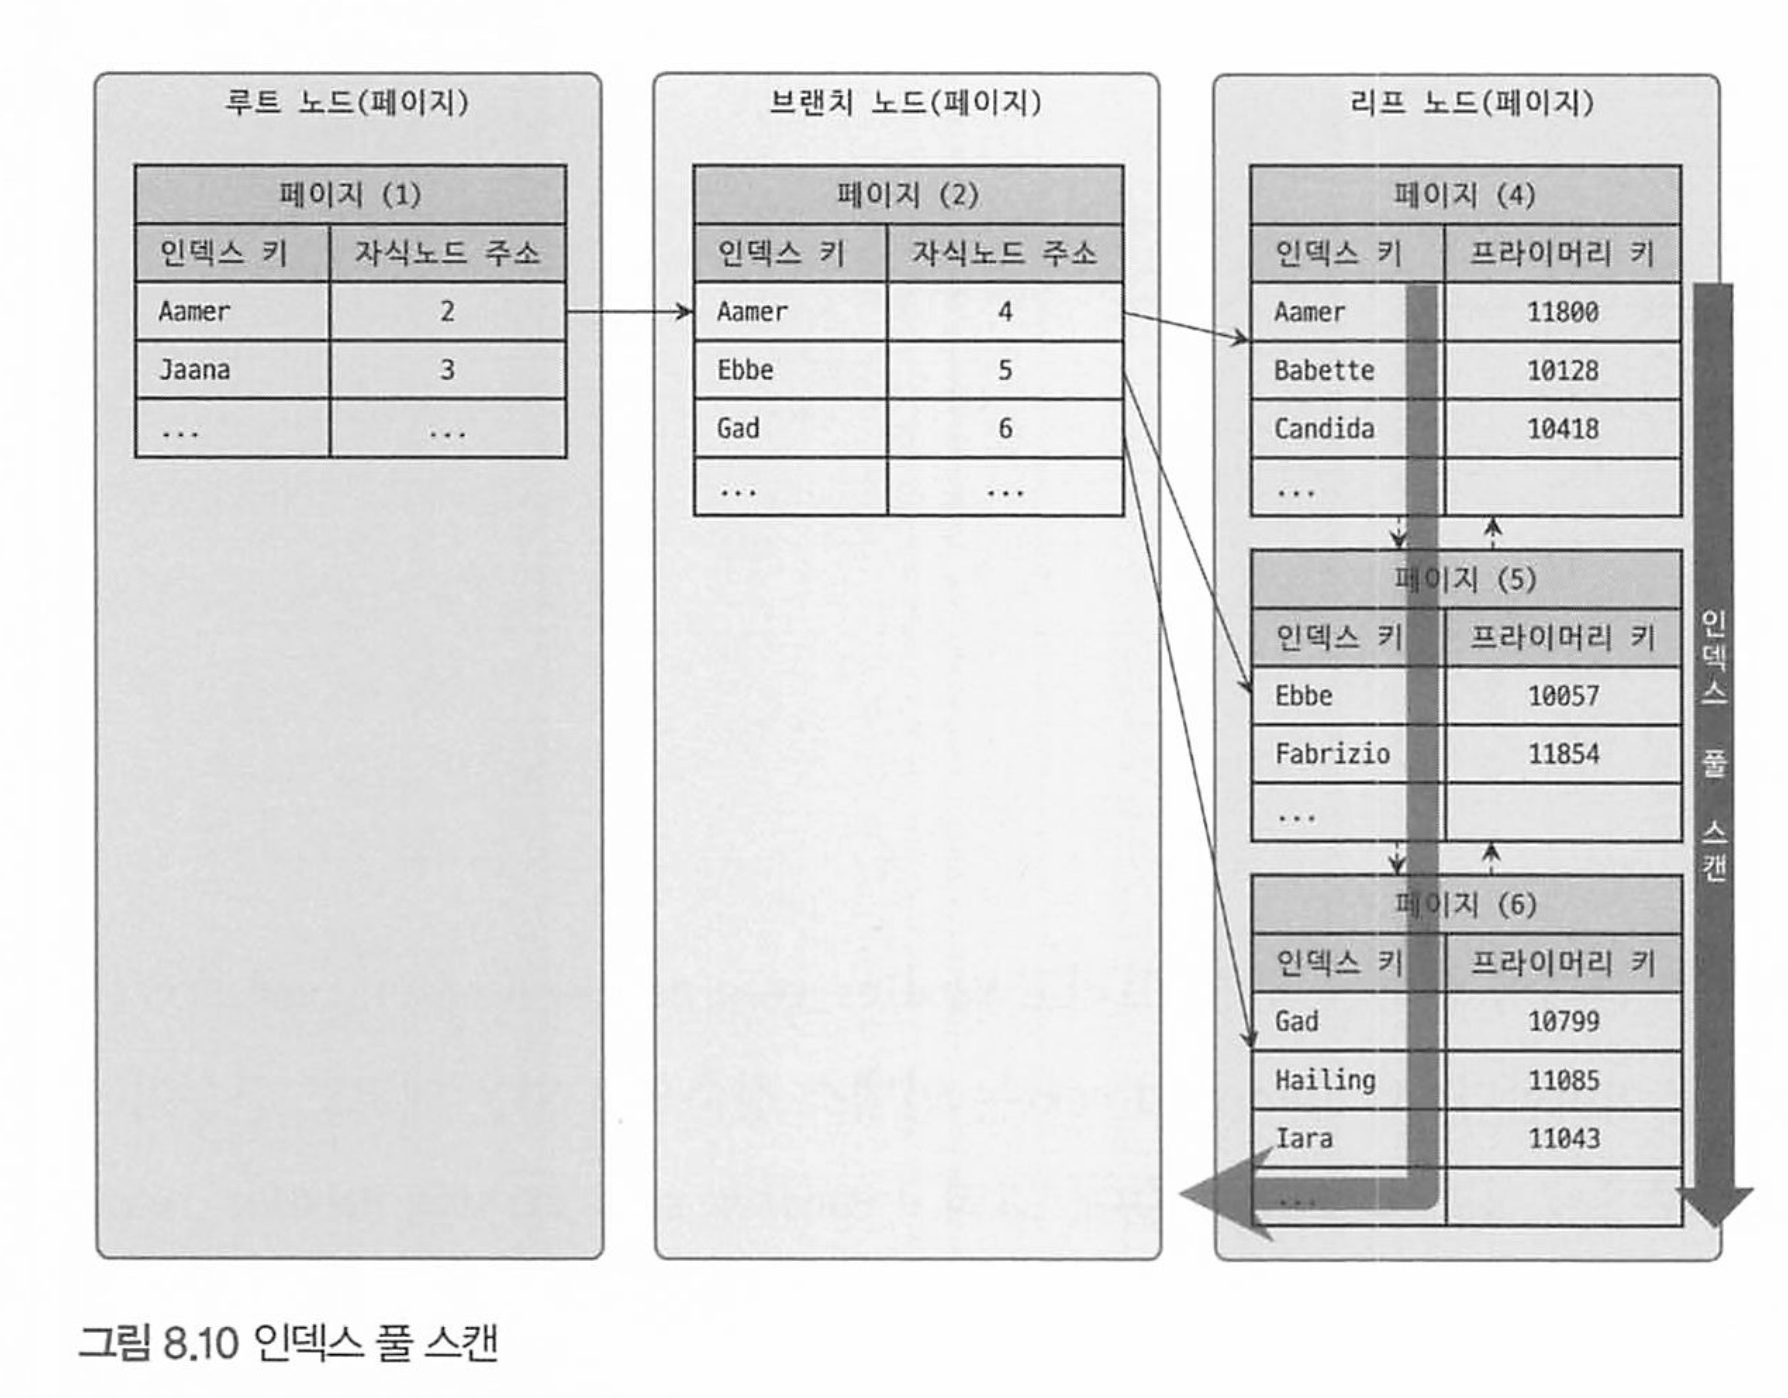 루트 노드(페이지)
페이지 (1)
인덱스 키 자식노드 주소
Aamer 2
Jaana 3
... ...
브랜치 노드(페이지)
페이지 (2)
인덱스 키 자식노드 주소
Aamer 4
Ebbe 5
Gad 6
... ...
리프 노드(페이지)
페이지 (4)
인덱스 키 프라이머리 키
Aamer 11800
Babette 10128
Candida 10418
...
페이지 (5)
인덱스 키 프라이머리 키
Ebbe 10057
Fabrizio 11854
...
페이지 (6)
인덱스 키 프라이머리 키
Gad 10799
Hailing 11085
Iara 11043
...
인덱스 풀 스캔
그림 8.10 인덱스 풀 스캔